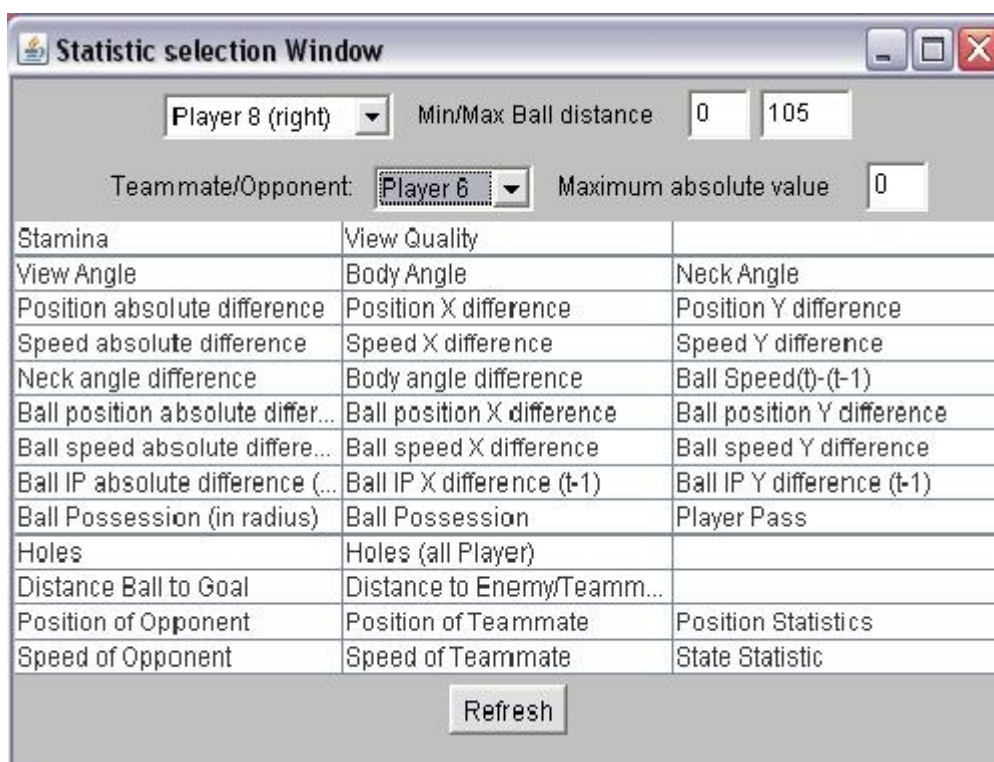 Statistic selection Window
Player 8 (right) Min/Max Ball distance 0 105
Teammate/Opponent: Player 6 Maximum absolute value 0
Stamina View Quality
View Angle Body Angle Neck Angle
Position absolute difference Position X difference Position Y difference
Speed absolute difference Speed X difference Speed Y difference
Neck angle difference Body angle difference Ball Speed(t)-(t-1)
Ball position absolute differ... Ball position X difference Ball position Y difference
Ball speed absolute differe... Ball speed X difference Ball speed Y difference
Ball IP absolute difference (... Ball IP X difference (t-1) Ball IP Y difference (t-1)
Ball Possession (in radius) Ball Possession Player Pass
Holes Holes (all Player)
Distance Ball to Goal Distance to Enemy/Teamm...
Position of Opponent Position of Teammate Position Statistics
Speed of Opponent Speed of Teammate State Statistic
Refresh